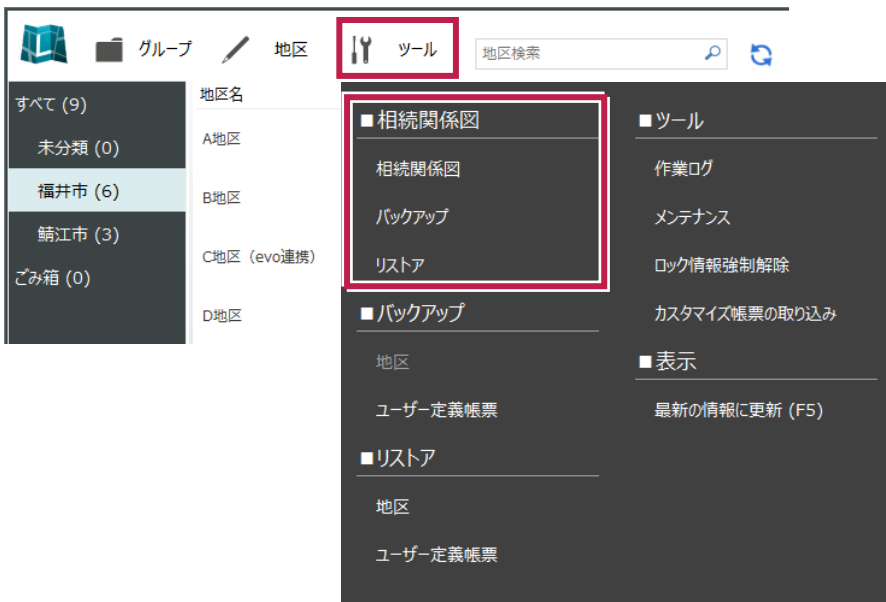 グループ
地区
ツール
地区検索
すべて (9)
未分類 (0)
福井市 (6)
鯖江市 (3)
ごみ箱 (0)
地区名
A地区
B地区
C地区（evo連携）
D地区
■相続関係図
相続関係図
バックアップ
リストア
■バックアップ
地区
ユーザー定義帳票
■リストア
地区
ユーザー定義帳票
■ツール
作業ログ
メンテナンス
ロック情報強制解除
カスタマイズ帳票の取り込み
■表示
最新の情報に更新 (F5)